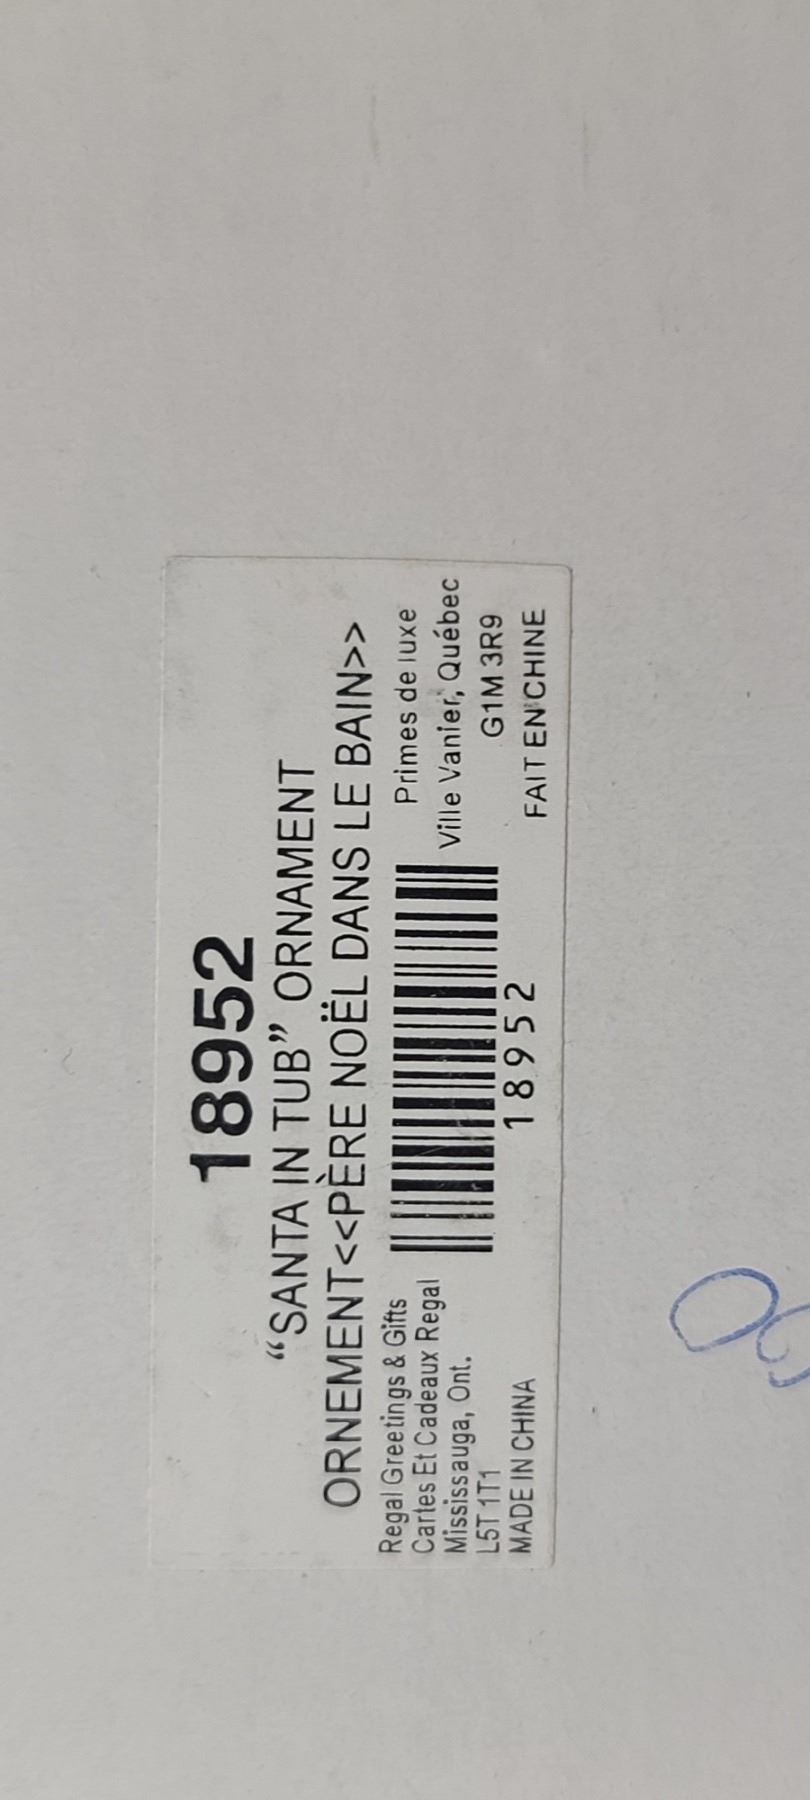 18952
“SANTA IN TUB” ORNAMENT
ORNEMENT<<PÈRE NOËL DANS LE BAIN>>
Regal Greetings & Gifts
Cartes Et Cadeaux Regal
Mississauga, Ont.
L5T 1T1
MADE IN CHINA
18952
Primes de luxe
Ville Vanier, Québec
G1M 3R9
FAIT EN CHINE